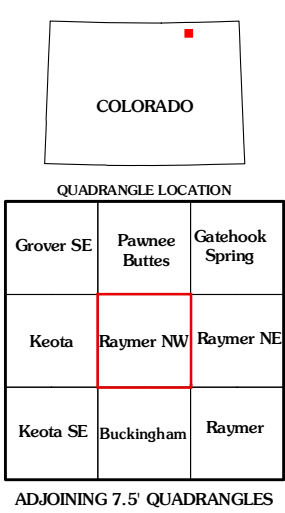 COLORADO
QUADRANGLE LOCATION
Grover SE
Pawnee
Buttes
Gatehook
Spring
Keota
Raymer NW
Raymer NE
Keota SE
Buckingham
Raymer
ADJOINING 7.5' QUADRANGLES